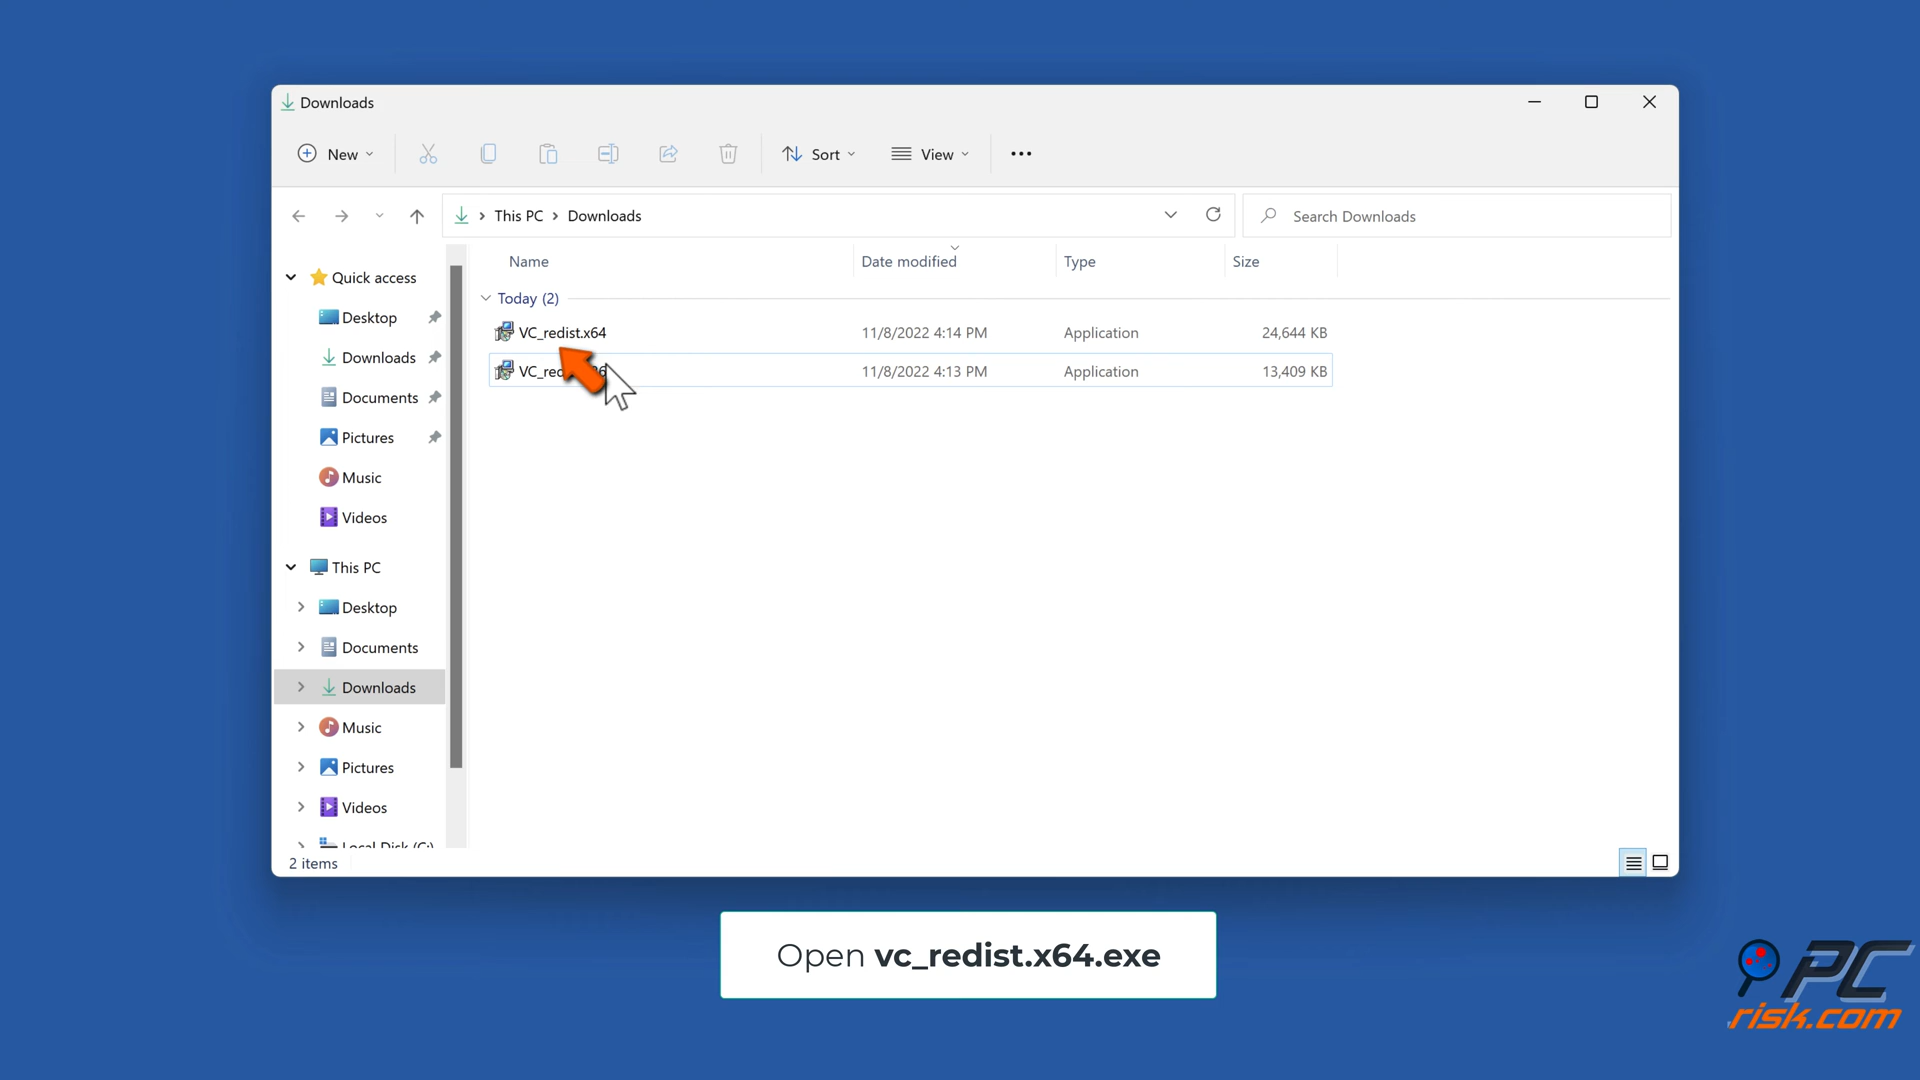 Downloads
New
Sort
View
This PC
Downloads
Search Downloads
Name
Date modified
Type
Size
Quick access
Today (2)
Desktop
VC_redist.x64
11/8/2022 4:14 PM
Application
24,644 KB
Downloads
11/8/2022 4:13 PM
Application
13,409 KB
Documents
Pictures
Music
Videos
This PC
Desktop
Documents
Downloads
Music
Pictures
Videos
Local Disk (C:)
2 items
Open vc_redist.x64.exe
PC
risk.com